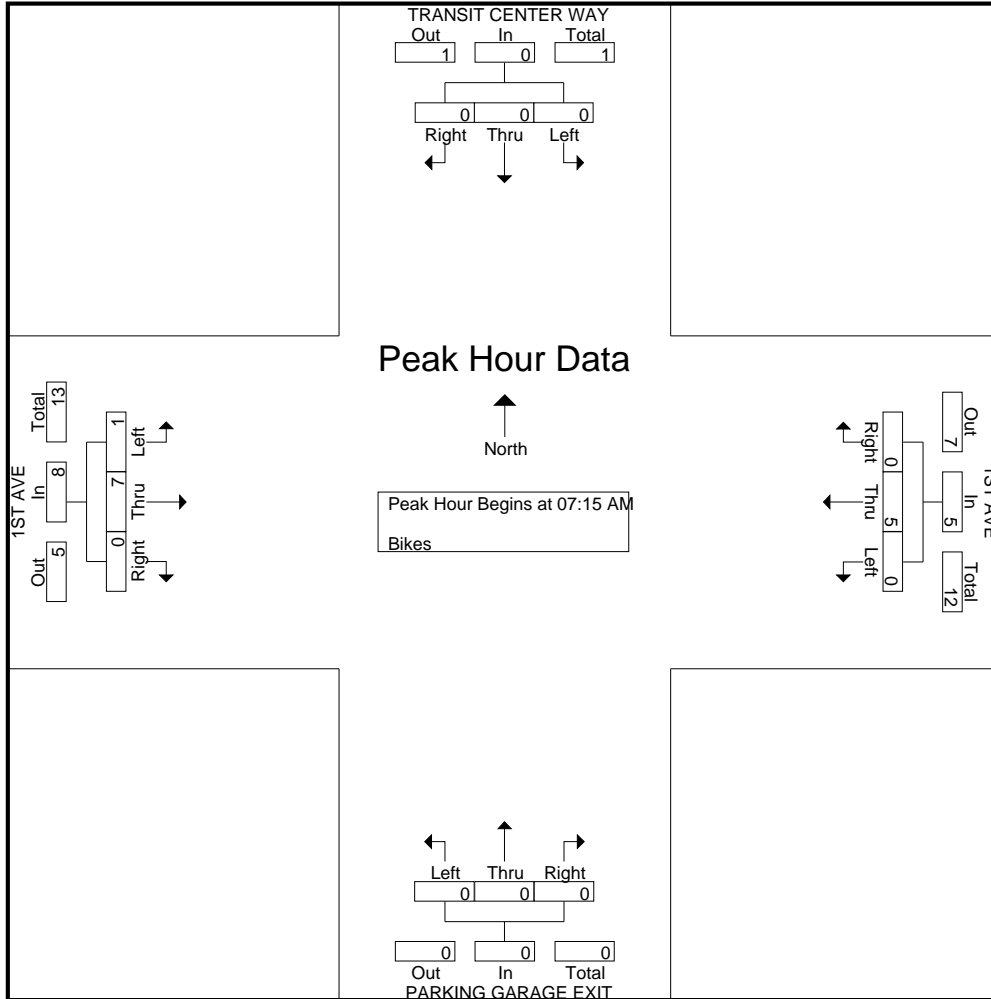 TRANSIT CENTER WAY
Out In Total
1 0 1
0 0 0
Right Thru Left
Peak Hour Data
North
Peak Hour Begins at 07:15 AM
Bikes
1ST AVE
Out In Total
5 8 13
Left Thru Right
1 7 0
1ST AVE
Out In Total
7 5 12
Right Thru Left
0 5 0
Left Thru Right
0 0 0
0 0 0
Out In Total
PARKING GARAGE EXIT